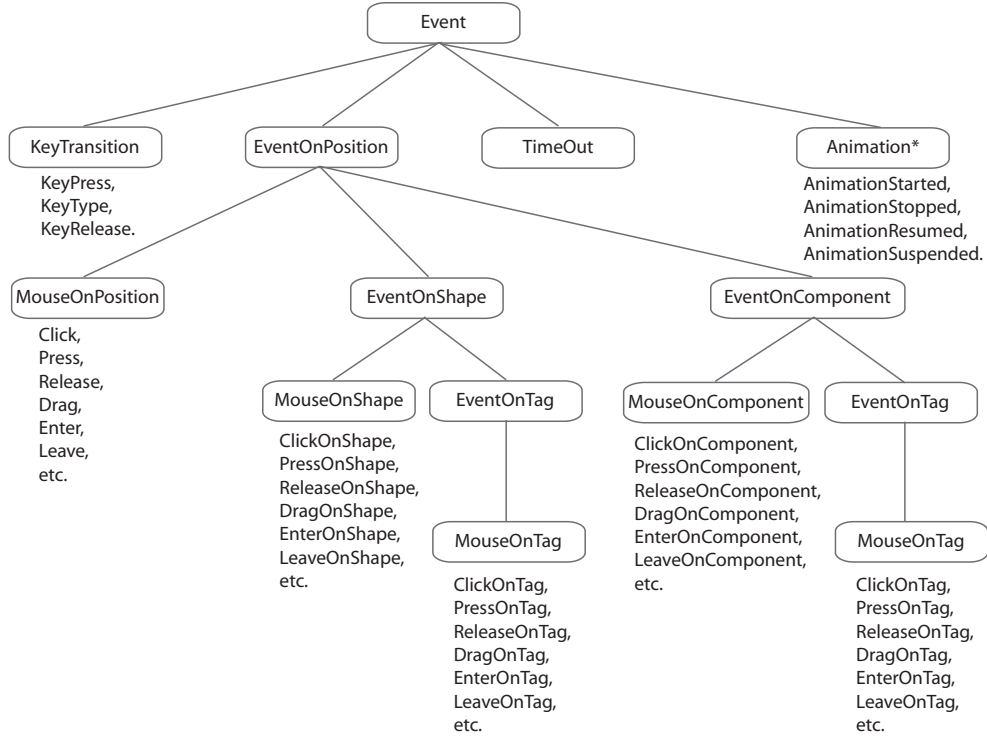 Event
KeyTransition
EventOnPosition
TimeOut
Animation*
KeyPress,
KeyType,
KeyRelease.
AnimationStarted,
AnimationStopped,
AnimationResumed,
AnimationSuspended.
MouseOnPosition
EventOnShape
EventOnComponent
Click,
Press,
Release,
Drag,
Enter,
Leave,
etc.
MouseOnShape
EventOnTag
MouseOnComponent
EventOnTag
ClickOnShape,
PressOnShape,
ReleaseOnShape,
DragOnShape,
EnterOnShape,
LeaveOnShape,
etc.
ClickOnComponent,
PressOnComponent,
ReleaseOnComponent,
DragOnComponent,
EnterOnComponent,
LeaveOnComponent,
etc.
MouseOnTag
MouseOnTag
ClickOnTag,
PressOnTag,
ReleaseOnTag,
DragOnTag,
EnterOnTag,
LeaveOnTag,
etc.
ClickOnTag,
PressOnTag,
ReleaseOnTag,
DragOnTag,
EnterOnTag,
LeaveOnTag,
etc.